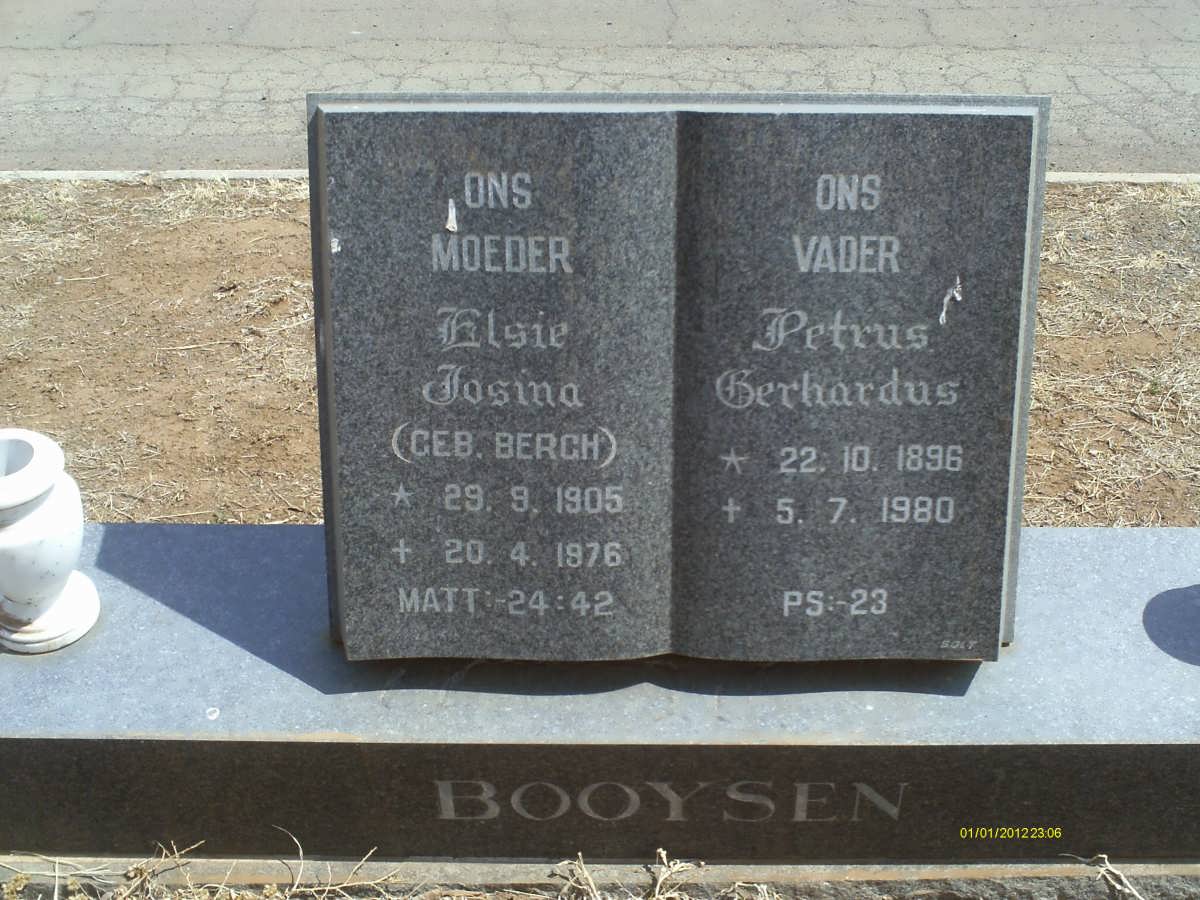 ONS
MOEDER
Elsie
Josina
(GEB. BERGH)
* 29. 9. 1905
† 20. 4. 1976
MATT:-24:42
ONS
VADER
Petrus
Gerhardus
* 22. 10. 1896
† 5. 7. 1980
PS:-23
BOLT
BOOYSEN
01/01/2012 23:06